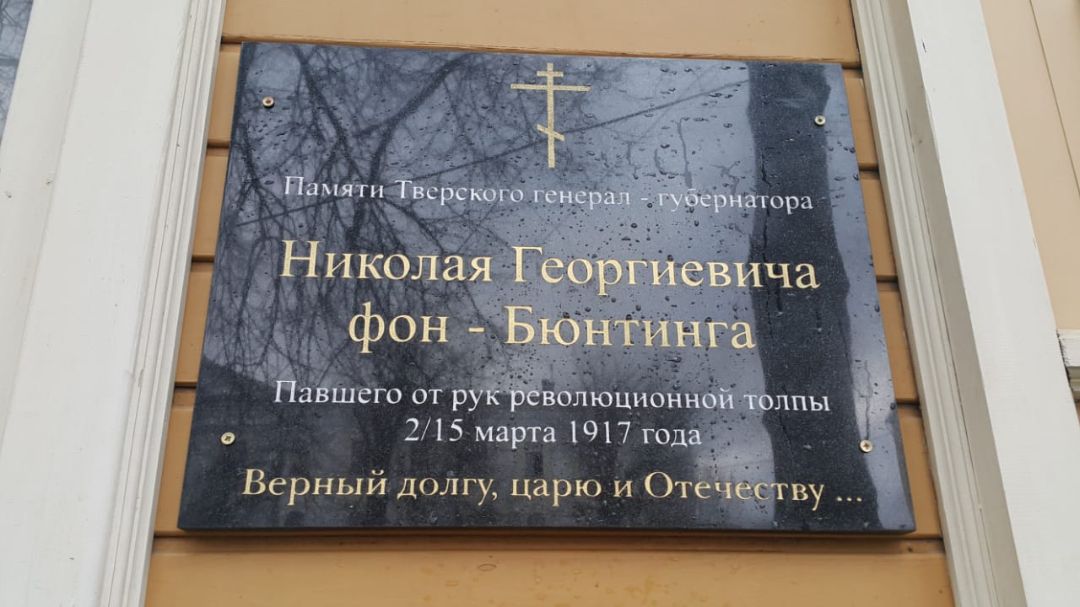 Памяти Тверского генерал - губернатора
Николая Георгиевича
фон - Бюнтинга
Павшего от рук революционной толпы
2/15 марта 1917 года
Верный долгу, царю и Отечеству ...